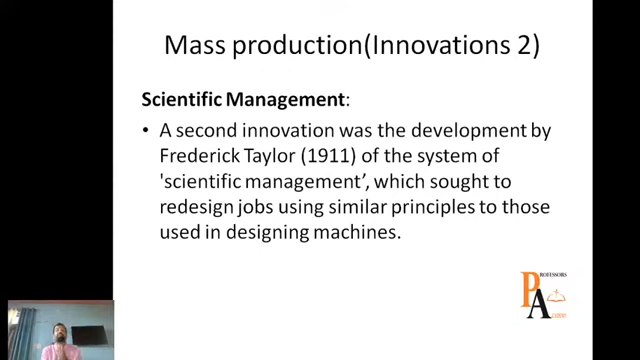 Mass production(Innovations 2)
Scientific Management:
• A second innovation was the development by
Frederick Taylor (1911) of the system of
'scientific management’, which sought to
redesign jobs using similar principles to those
used in designing machines.
PROFESSORS
PA